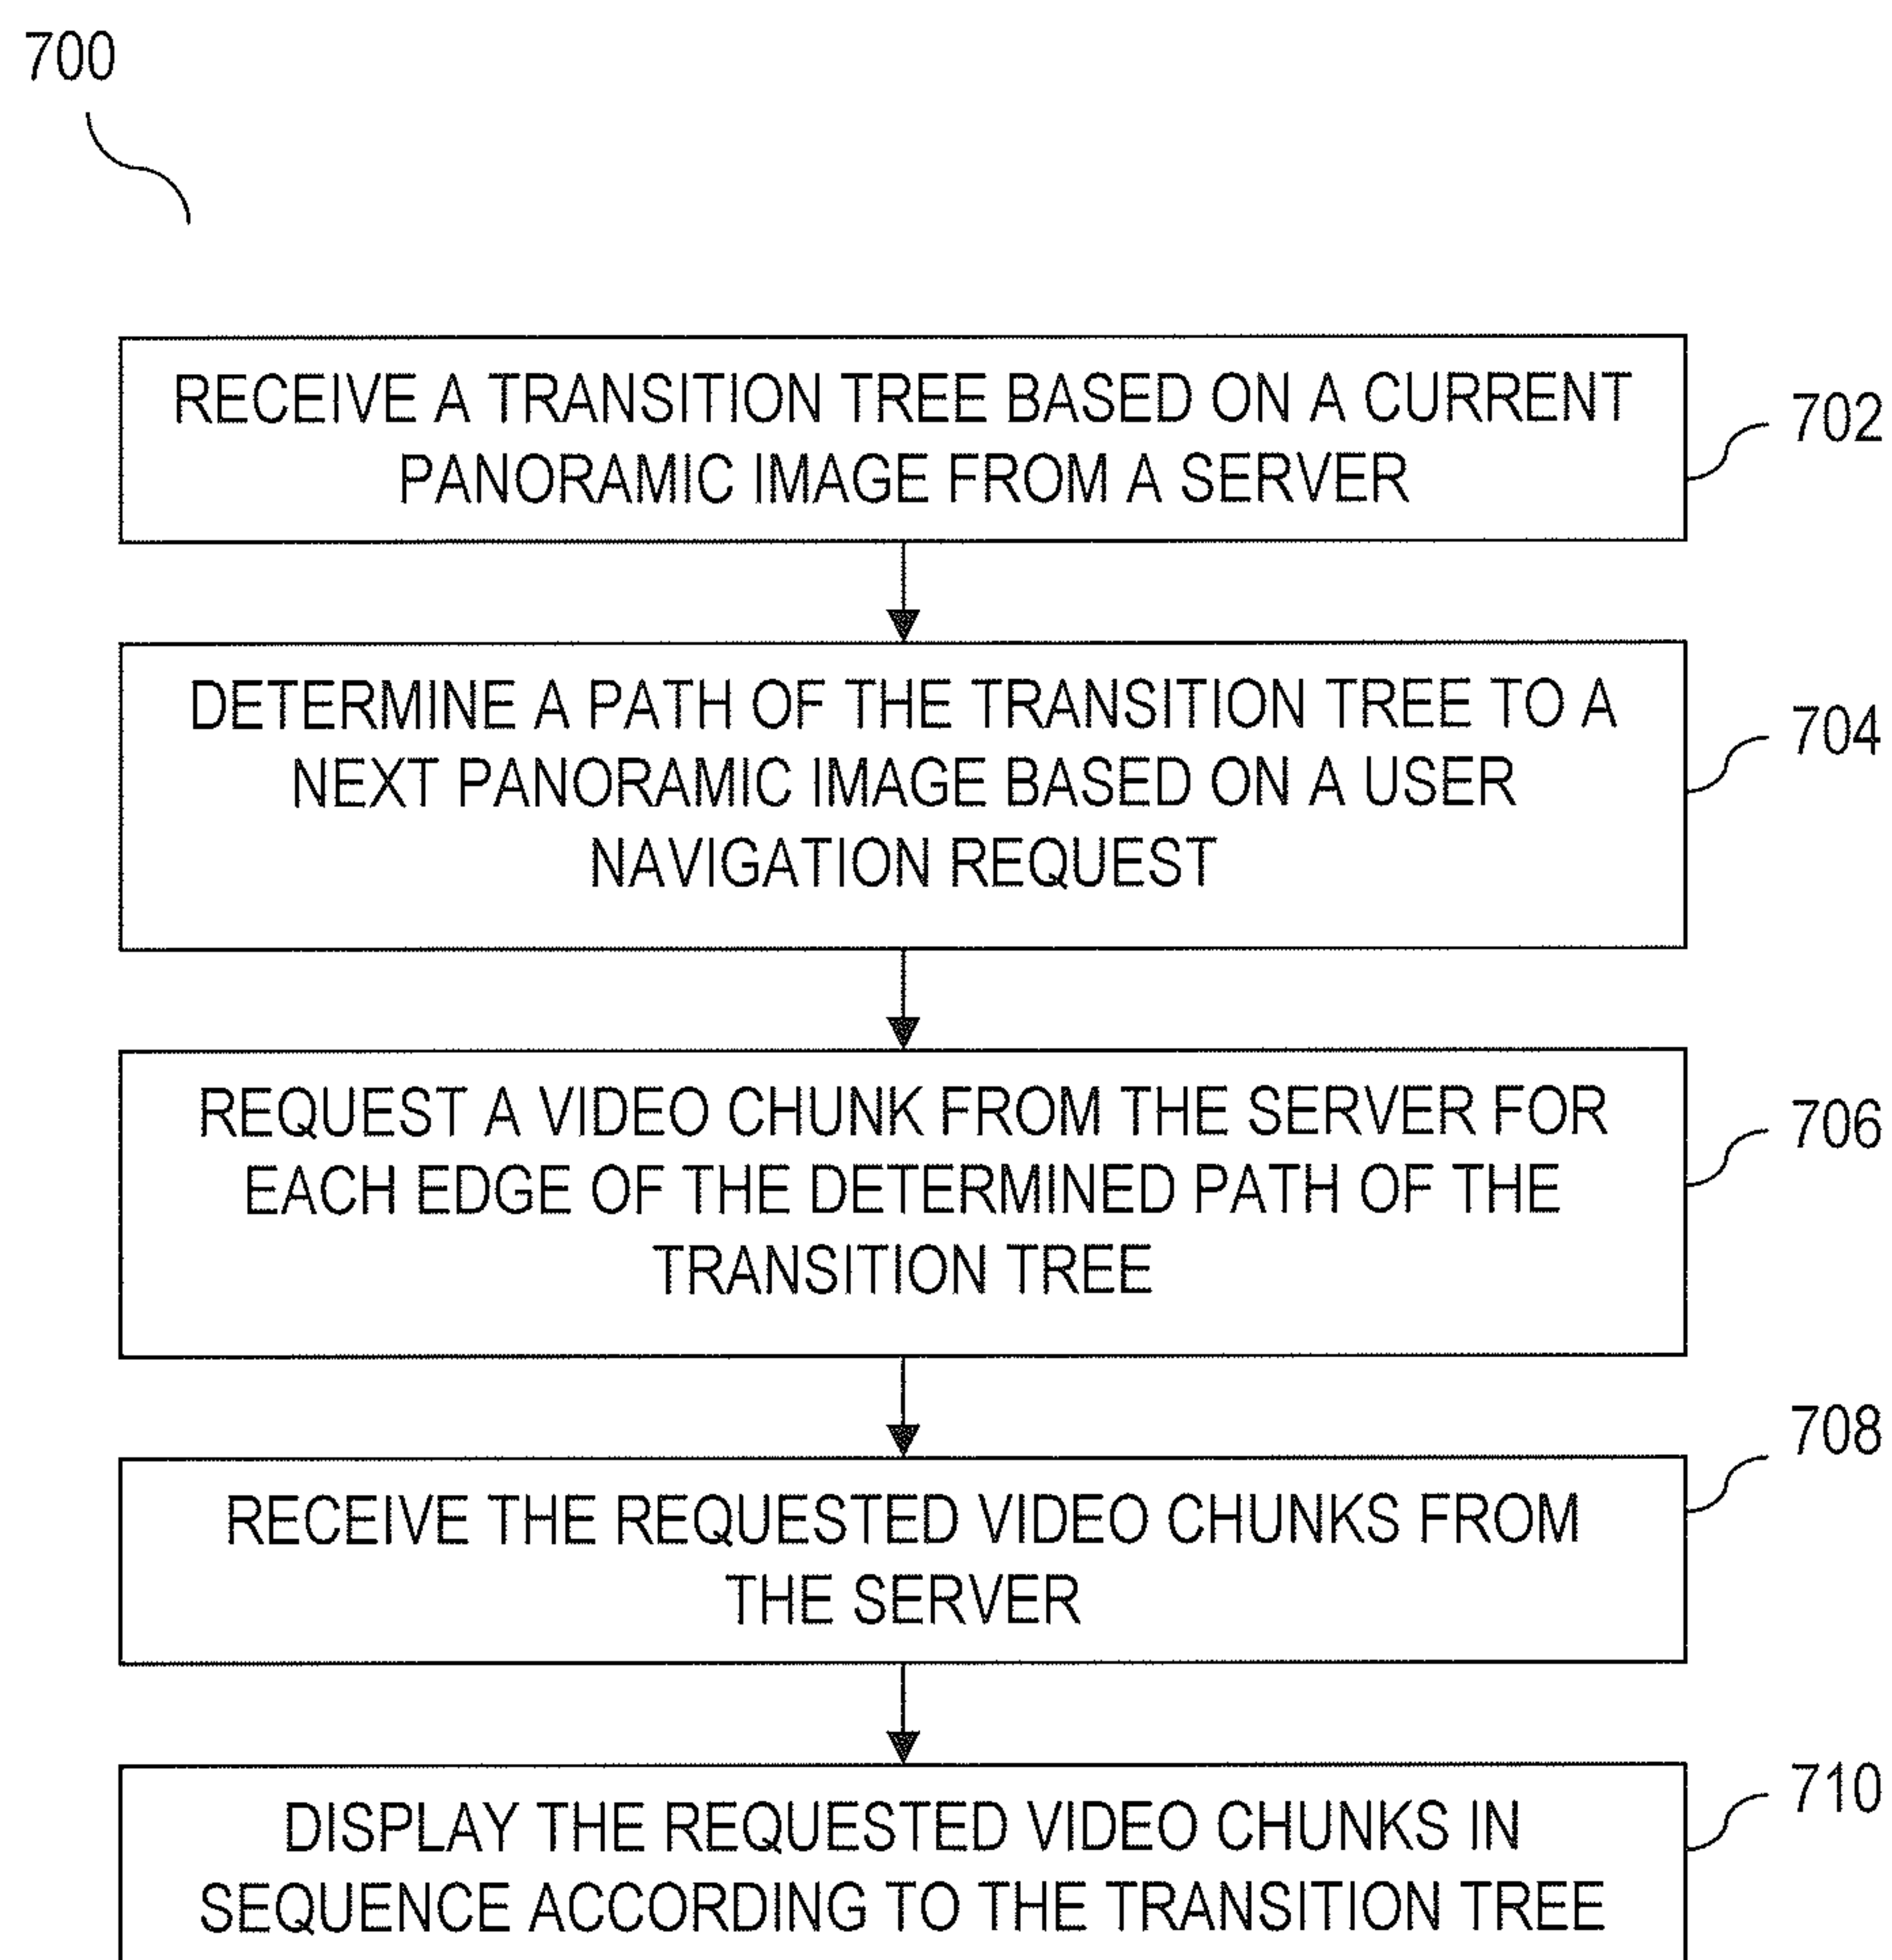 700
RECEIVE A TRANSITION TREE BASED ON A CURRENT
PANORAMIC IMAGE FROM A SERVER
702
DETERMINE A PATH OF THE TRANSITION TREE TO A
NEXT PANORAMIC IMAGE BASED ON A USER
NAVIGATION REQUEST
704
REQUEST A VIDEO CHUNK FROM THE SERVER FOR
EACH EDGE OF THE DETERMINED PATH OF THE
TRANSITION TREE
706
RECEIVE THE REQUESTED VIDEO CHUNKS FROM
THE SERVER
708
DISPLAY THE REQUESTED VIDEO CHUNKS IN
SEQUENCE ACCORDING TO THE TRANSITION TREE
710